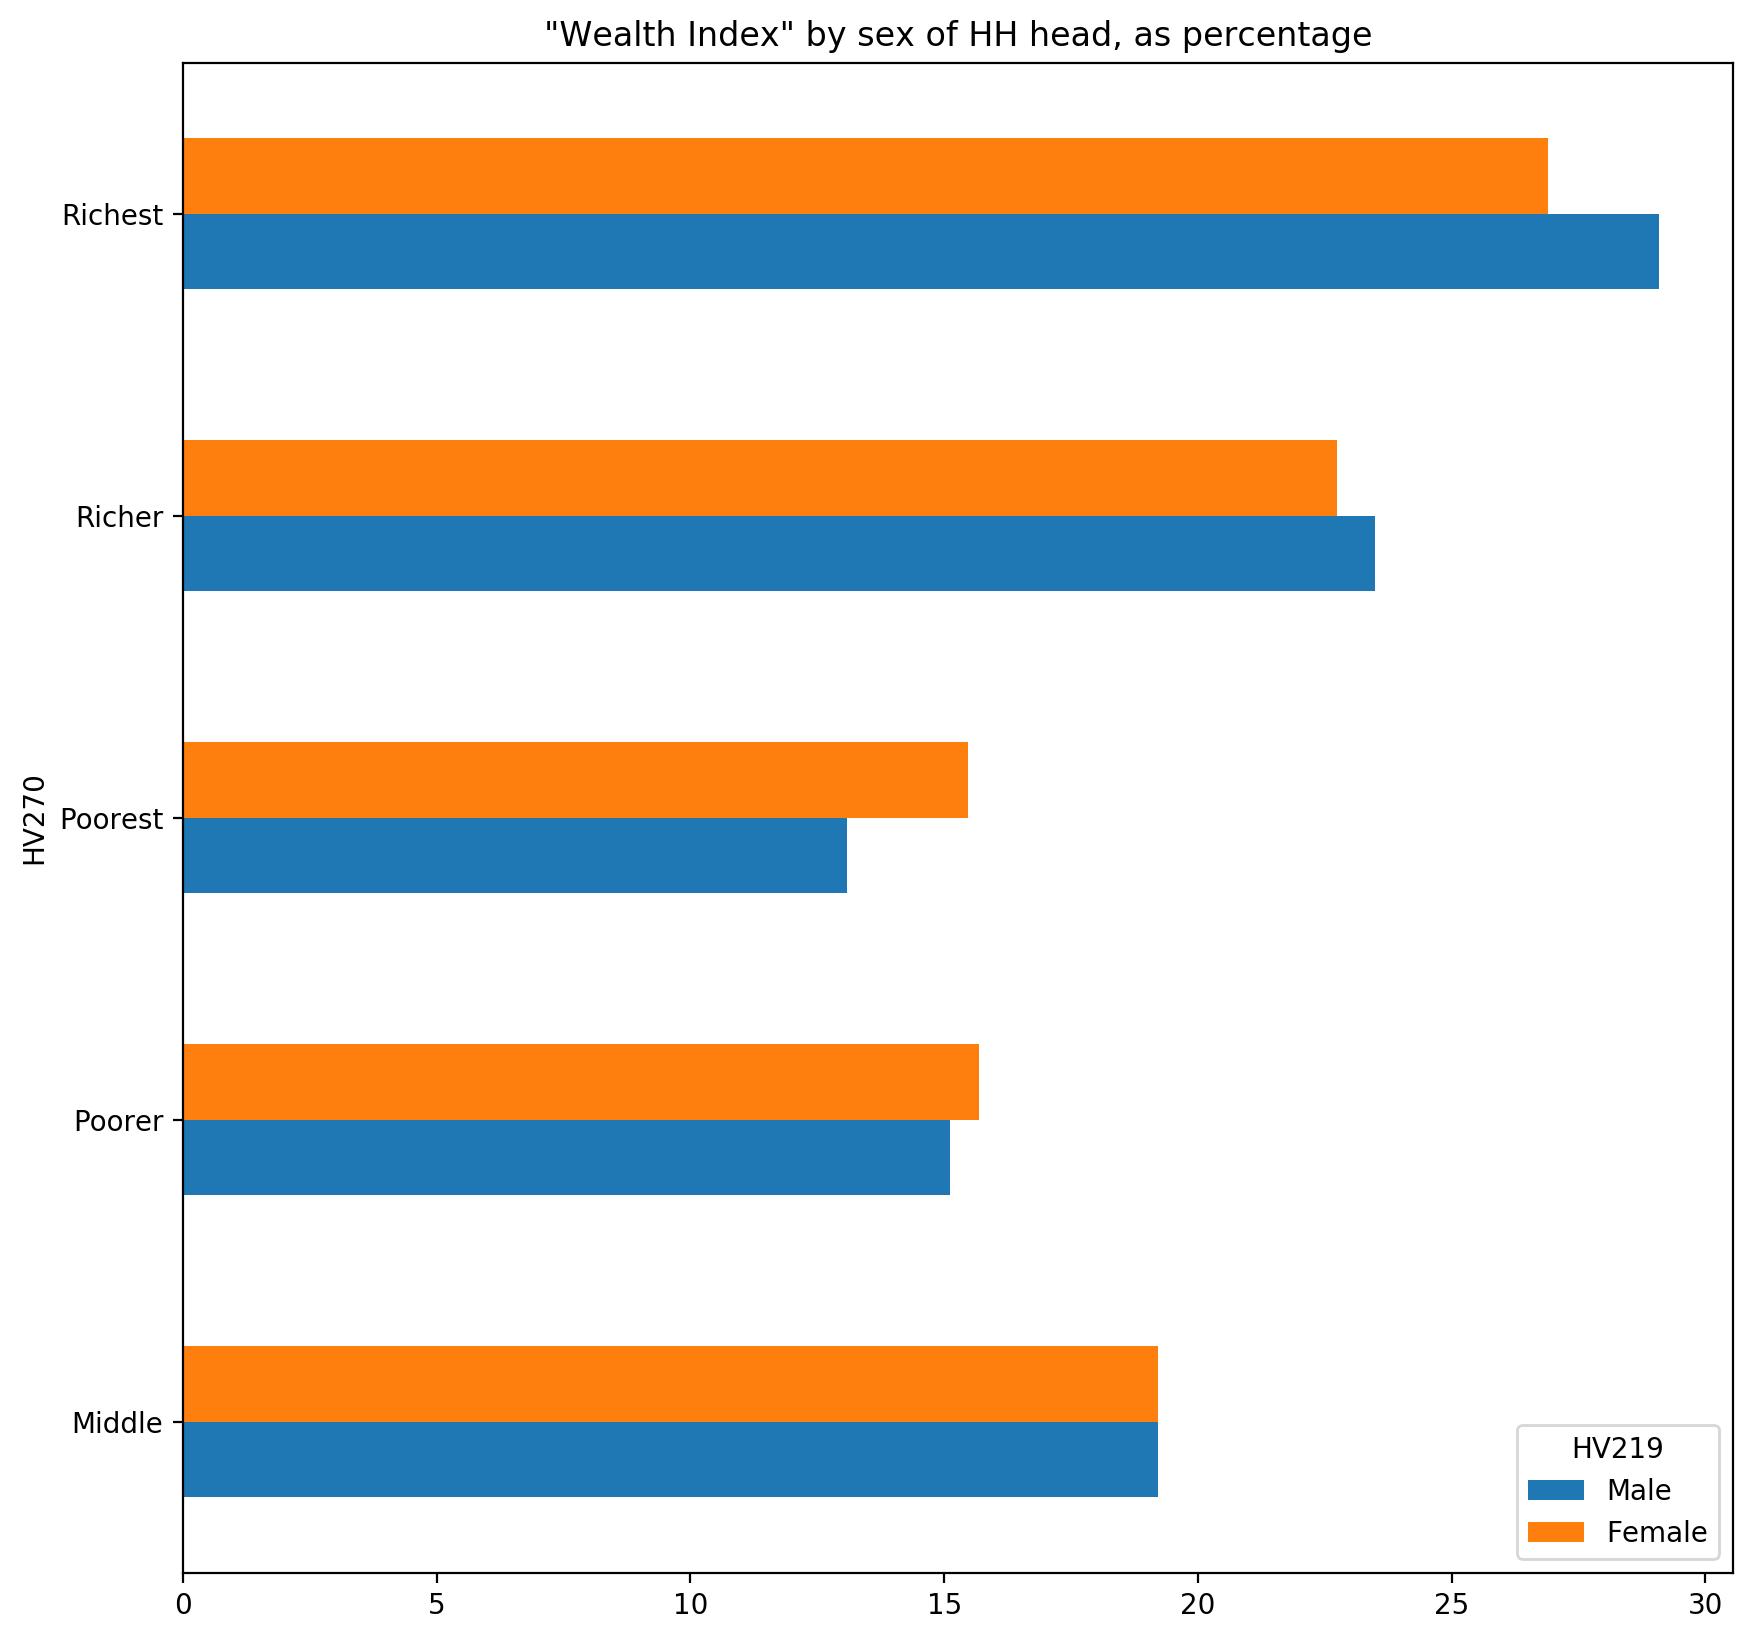 "Wealth Index" by sex of HH head, as percentage
HV270
Richest
Richer
Poorest
Poorer
Middle
HV219
Male
Female
0 5 10 15 20 25 30